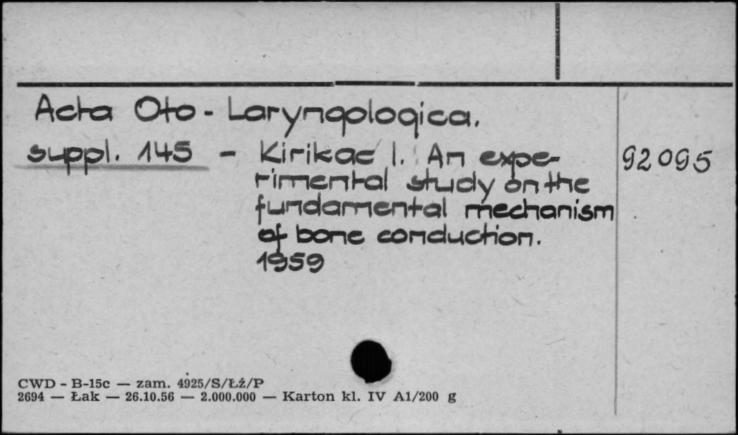 Acta Oto - Laryngologica.
suppl. 145 - Kirikae I. An expe- 92095
rimental study on the
fundamental mechanism
of bone conduction.
1959
CWD - B-15c — zam. 4925/S/Łź/P
2694 — Łak — 26.10.56 — 2.000.000 — Karton kl. IV A1/200 g